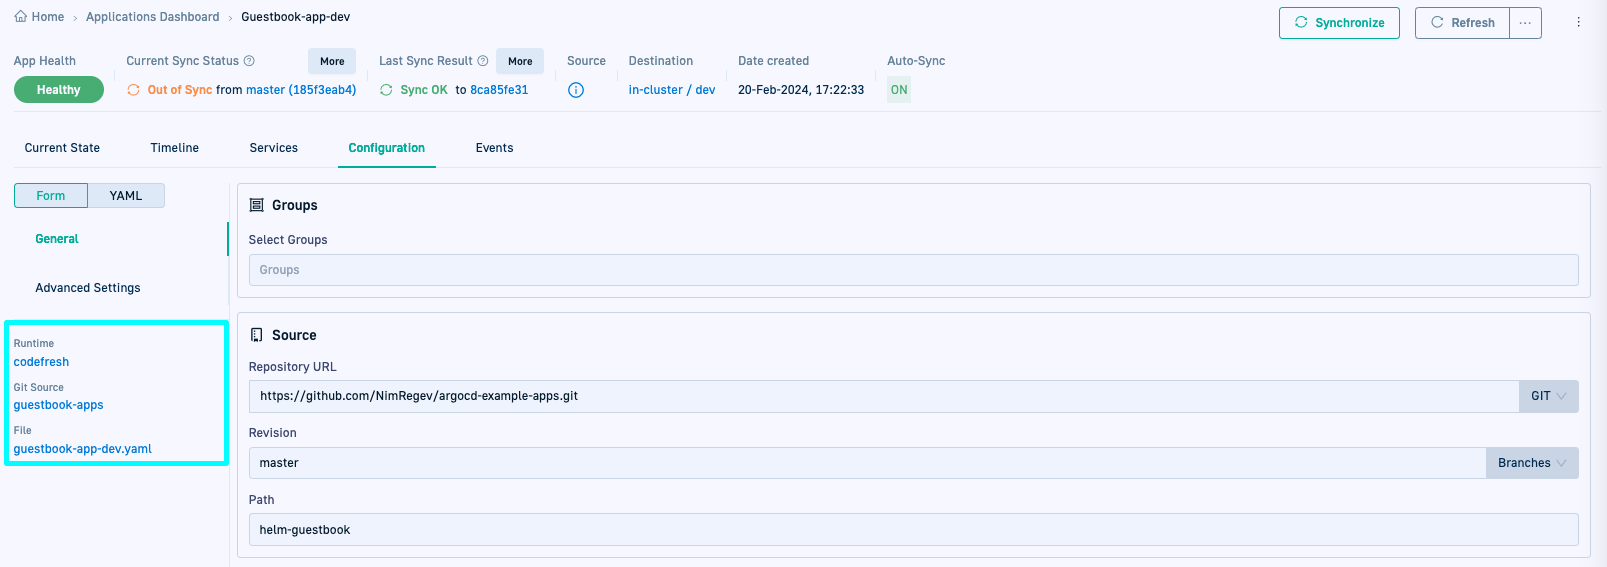 Home › Applications Dashboard › Guestbook-app-dev
Synchronize Refresh ...
App Health Current Sync Status More Last Sync Result More Source Destination Date created Auto-Sync
Healthy Out of Sync from master (185f3eab4) Sync OK to 8ca85fe31 in-cluster / dev 20-Feb-2024, 17:22:33 ON
Current State Timeline Services Configuration Events
Form YAML
General
Advanced Settings
Runtime
codefresh
Git Source
guestbook-apps
File
guestbook-app-dev.yaml
Groups
Select Groups
Groups
Source
Repository URL
https://github.com/NimRegev/argocd-example-apps.git GIT
Revision
master Branches
Path
helm-guestbook